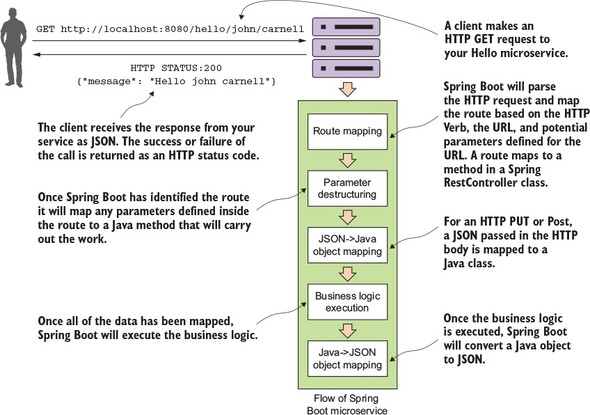 GET http://localhost:8080/hello/john/carnell
HTTP STATUS:200
{"message": "Hello john carnell"}
A client makes an
HTTP GET request to
your Hello microservice.
The client receives the response from your
service as JSON. The success or failure of
the call is returned as an HTTP status code.
Route mapping
Spring Boot will parse
the HTTP request and map
the route based on the HTTP
Verb, the URL, and potential
parameters defined for the
URL. A route maps to a
method in a Spring
RestController class.
Once Spring Boot has identified the route
it will map any parameters defined inside
the route to a Java method that will carry
out the work.
Parameter
destructuring
JSON->Java
object mapping
For an HTTP PUT or Post,
a JSON passed in the HTTP
body is mapped to a
Java class.
Once all of the data has been mapped,
Spring Boot will execute the business logic.
Business logic
execution
Java->JSON
object mapping
Once the business logic
is executed, Spring Boot
will convert a Java object
to JSON.
Flow of Spring
Boot microservice